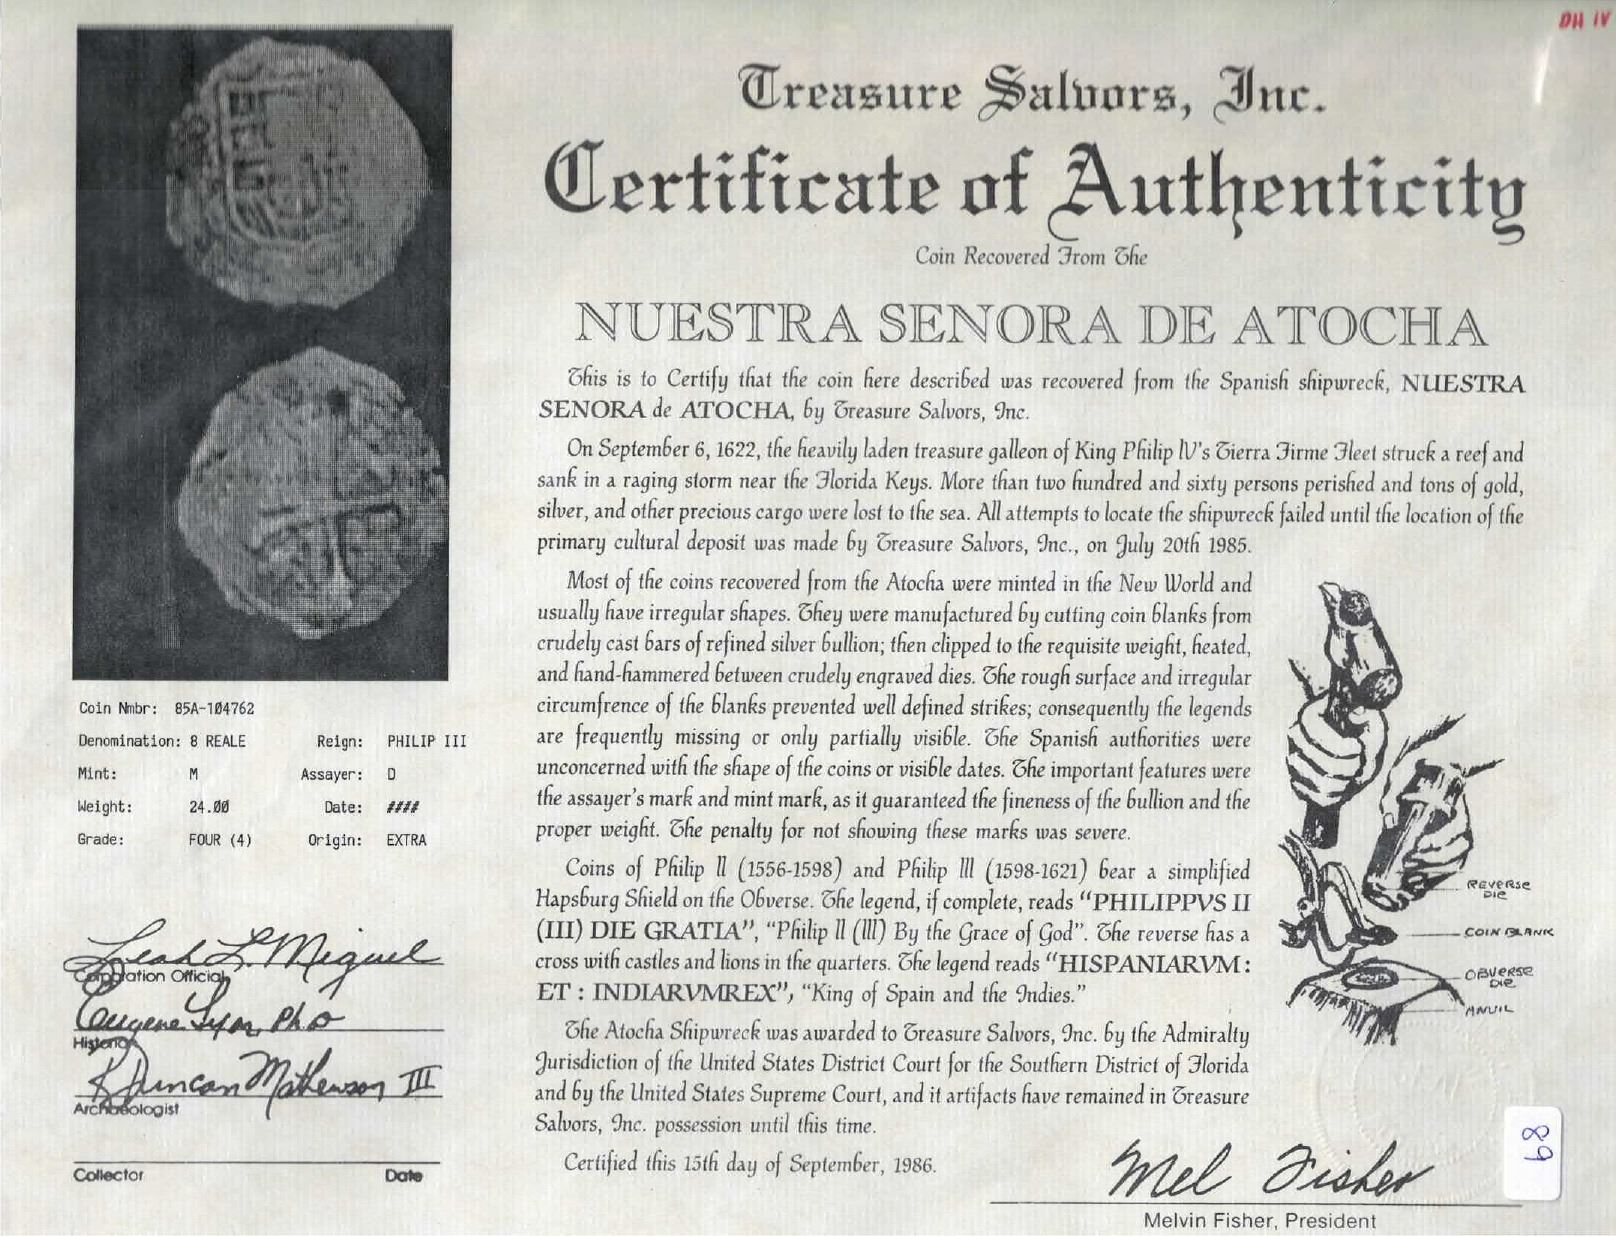 DH IV
Treasure Salvors, Inc.
Certificate of Authenticity
Coin Recovered From The
NUESTRA SENORA DE ATOCHA
This is to Certify that the coin here described was recovered from the Spanish shipwreck, NUESTRA
SENORA de ATOCHA, by Treasure Salvors, Inc.
On September 6, 1622, the heavily laden treasure galleon of King Philip IV's Tierra Firme Fleet struck a reef and
sank in a raging storm near the Florida Keys. More than two hundred and sixty persons perished and tons of gold,
silver, and other precious cargo were lost to the sea. All attempts to locate the shipwreck failed until the location of the
primary cultural deposit was made by Treasure Salvors, Inc., on July 20th 1985.
Most of the coins recovered from the Atocha were minted in the New World and
usually have irregular shapes. They were manufactured by cutting coin blanks from
crudely cast bars of refined silver bullion; then clipped to the requisite weight, heated,
and hand-hammered between crudely engraved dies. The rough surface and irregular
circumfrence of the blanks prevented well defined strikes; consequently the legends
are frequently missing or only partially visible. The Spanish authorities were
unconcerned with the shape of the coins or visible dates. The important features were
the assayer's mark and mint mark, as it guaranteed the fineness of the bullion and the
proper weight. The penalty for not showing these marks was severe.
Coins of Philip II (1556-1598) and Philip III (1598-1621) bear a simplified
Hapsburg Shield on the Obverse. The legend, if complete, reads "PHILIPPVS II
(III) DIE GRATIA", "Philip II (III) By the Grace of God". The reverse has a
cross with castles and lions in the quarters. The legend reads "HISPANIARVM :
ET : INDIARVMREX", "King of Spain and the Indies."
The Atocha Shipwreck was awarded to Treasure Salvors, Inc. by the Admiralty
Jurisdiction of the United States District Court for the Southern District of Florida
and by the United States Supreme Court, and it artifacts have remained in Treasure
Salvors, Inc. possession until this time.
Certified this 15th day of September, 1986.
REVERSE
DIE
COIN BLANK
OBVERSE
DIE
ANVIL
Mel Fisher
Melvin Fisher, President
68
Coin Nmbr: 85A-104762
Denomination: 8 REALE Reign: PHILIP III
Mint: M Assayer: D
Weight: 24.00 Date: ####
Grade: FOUR (4) Origin: EXTRA
Leah L. Miguel
Corporation Official
Eugene Lyon, Ph.D
Historian
R Duncan Mathewson III
Archaeologist
Collector Date